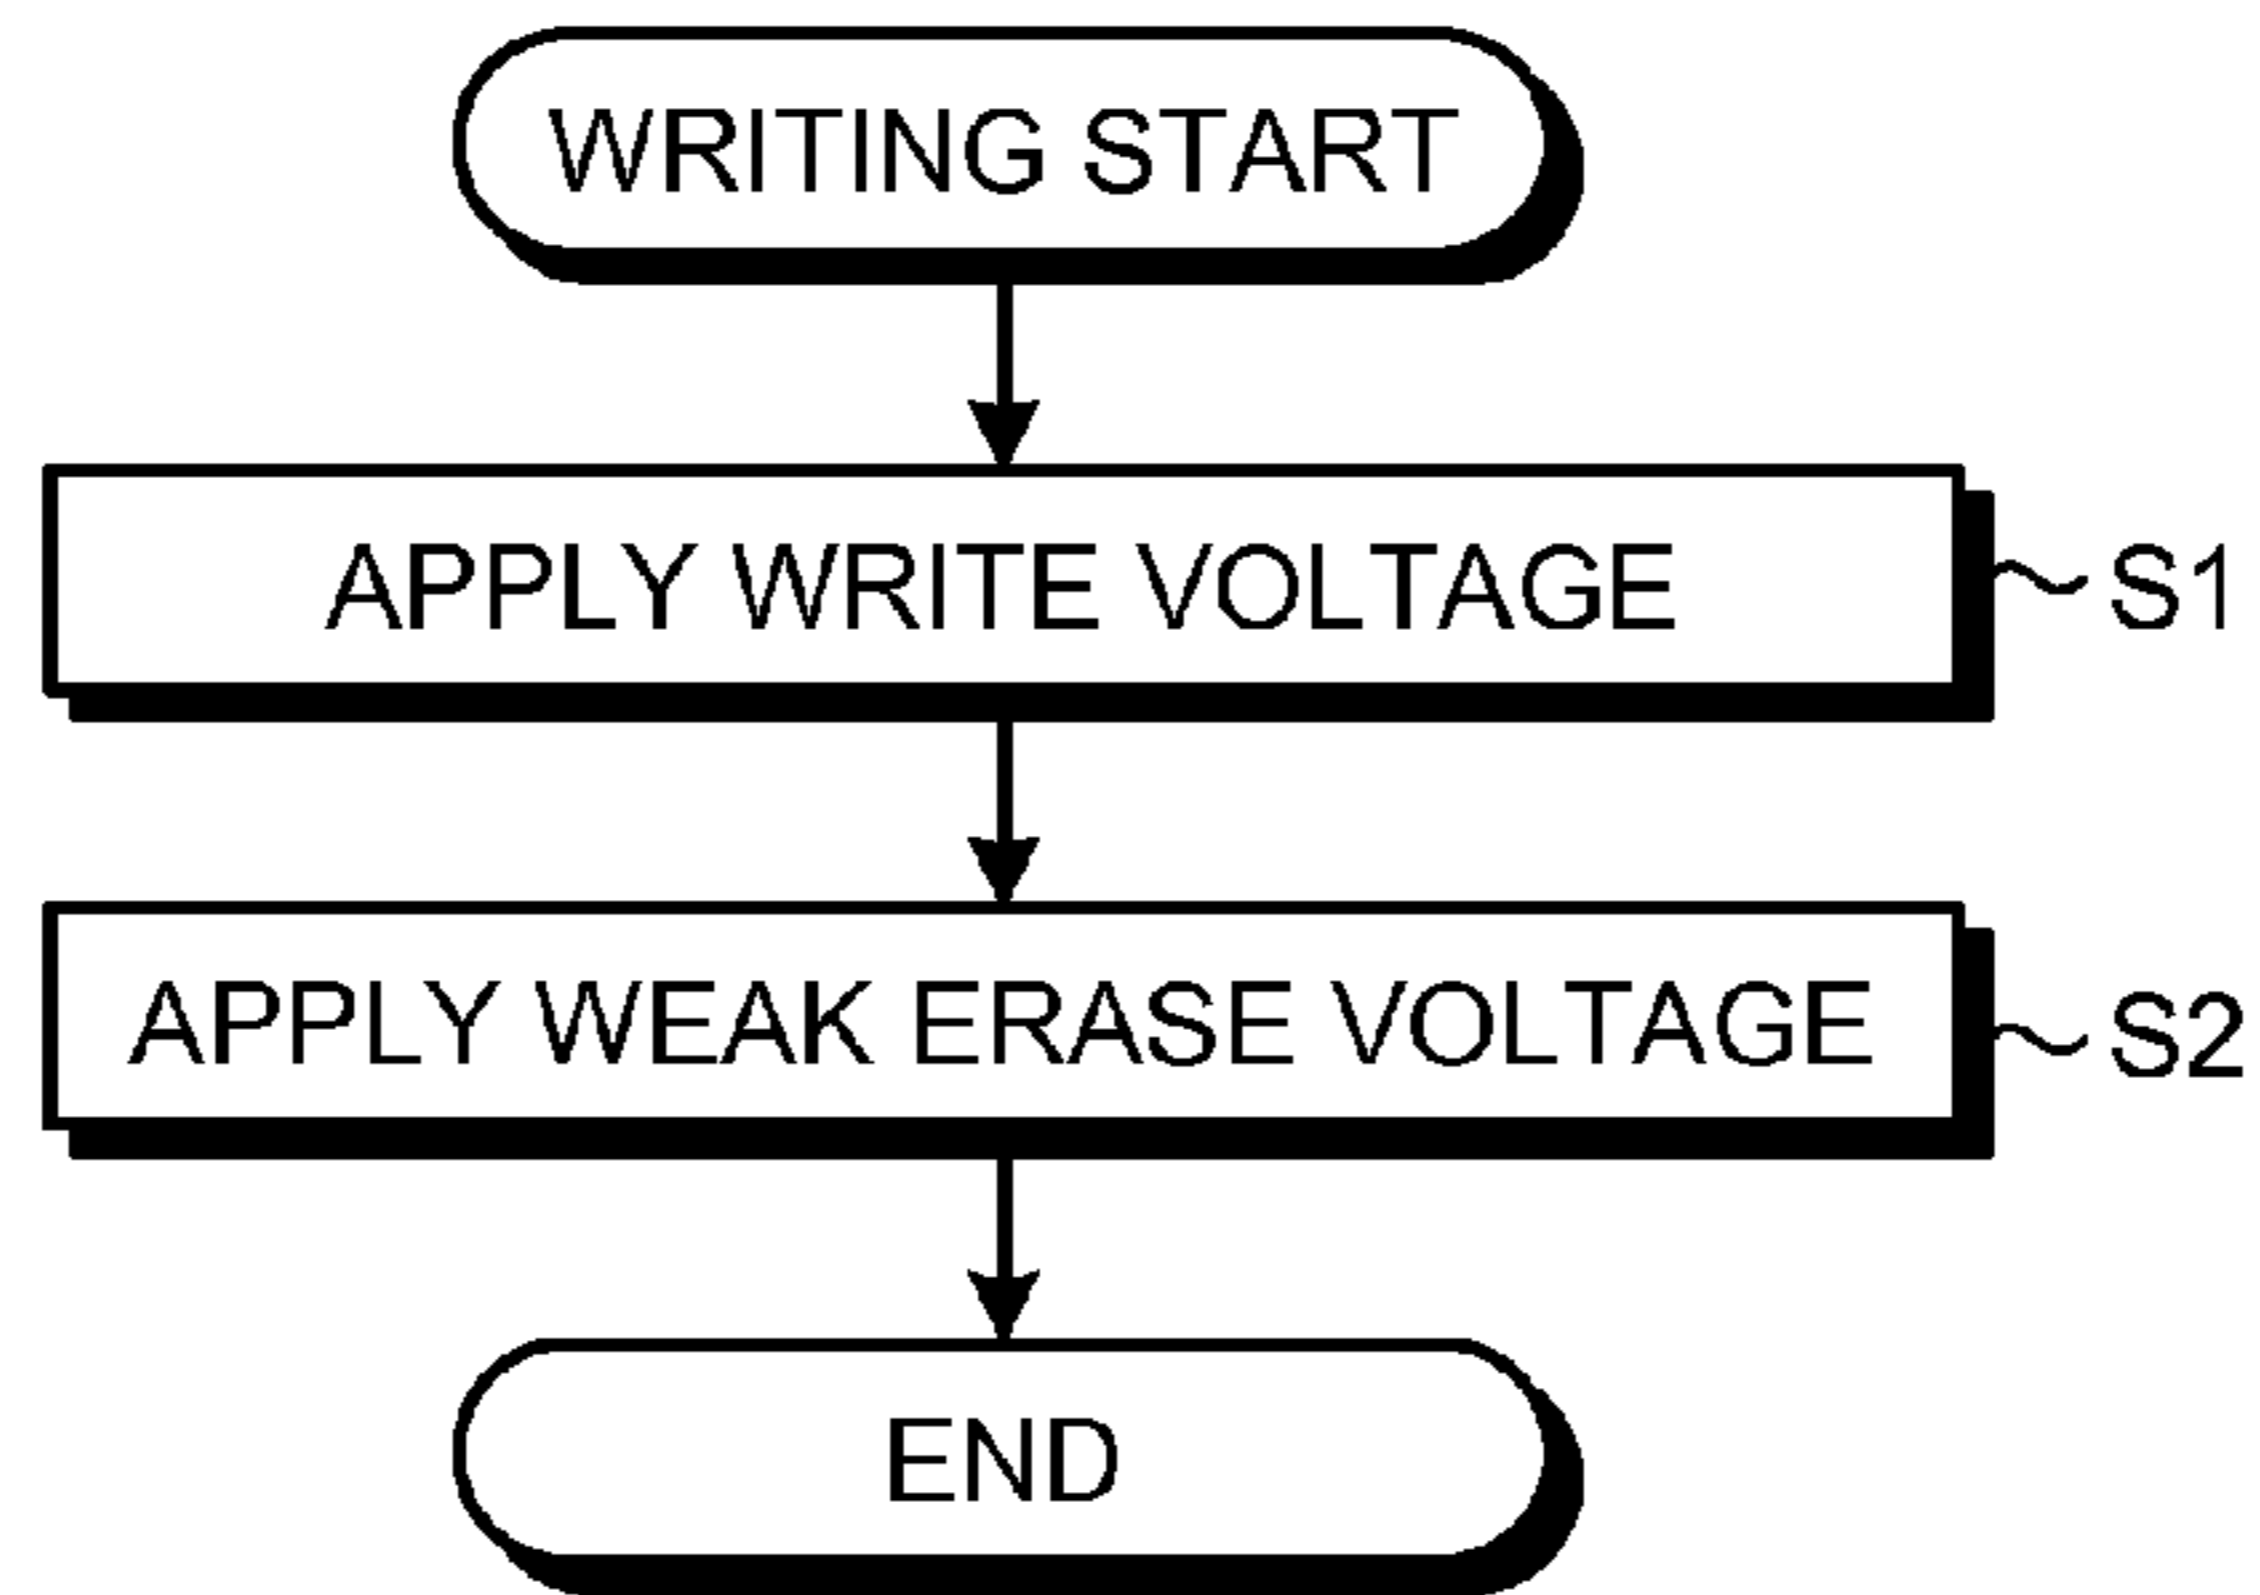 WRITING START
APPLY WRITE VOLTAGE
S1
APPLY WEAK ERASE VOLTAGE
S2
END